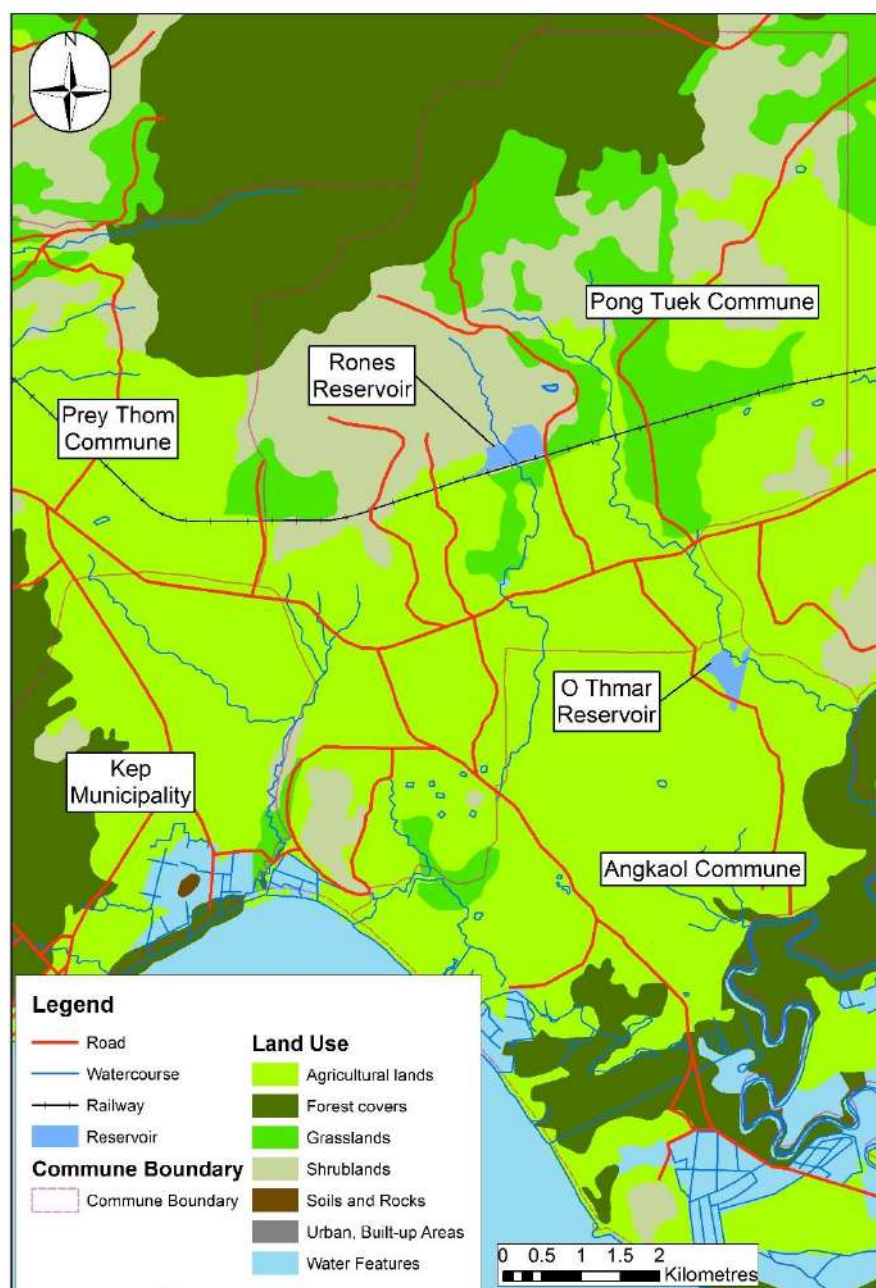 N
Pong Tuek Commune
Rones
Reservoir
Prey Thom
Commune
O Thmar
Reservoir
Kep
Municipality
Angkaol Commune
Legend
Road
Watercourse
Railway
Reservoir
Commune Boundary
Commune Boundary
Land Use
Agricultural lands
Forest covers
Grasslands
Shrublands
Soils and Rocks
Urban, Built-up Areas
Water Features
0 0.5 1 1.5 2
Kilometres